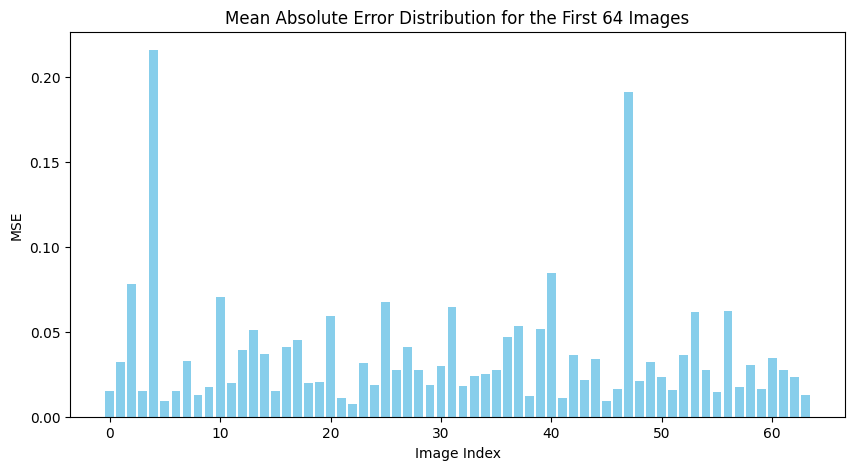 Mean Absolute Error Distribution for the First 64 Images
0.20
0.15
0.10
0.05
0.00
MSE
0 10 20 30 40 50 60
Image Index